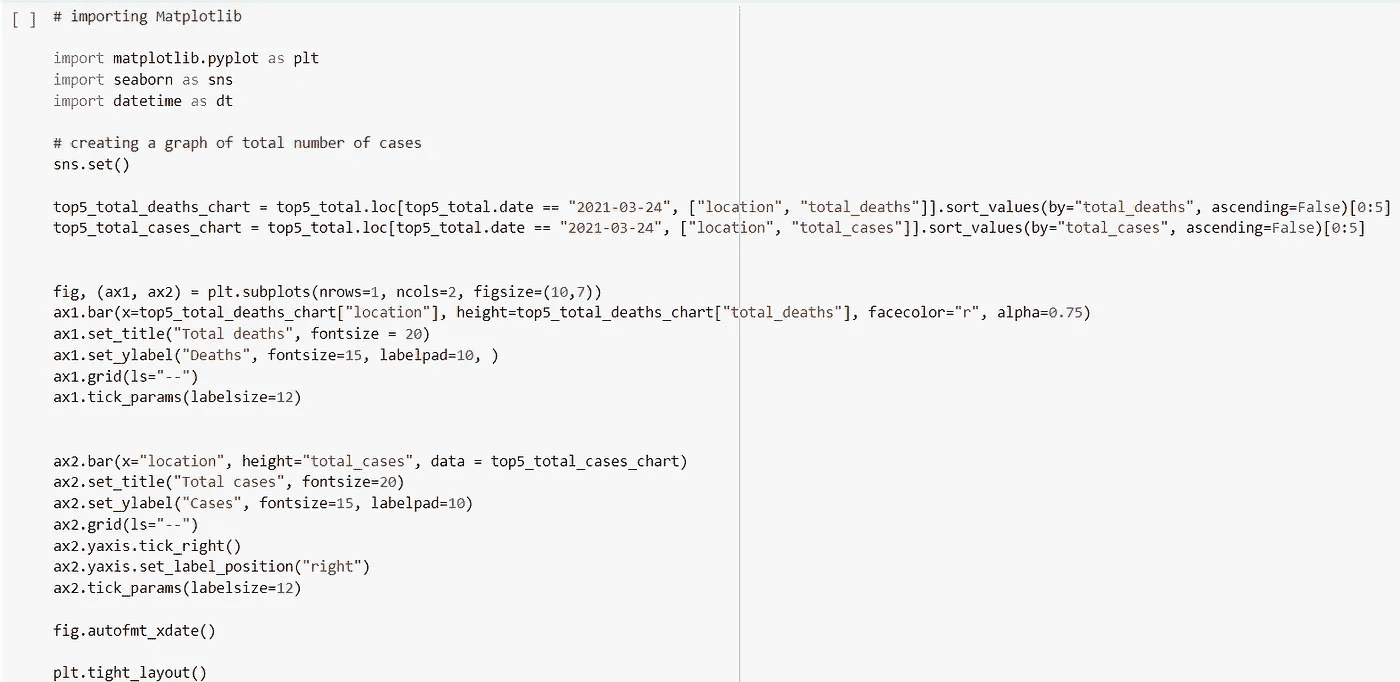 [ ] # importing Matplotlib
import matplotlib.pyplot as plt
import seaborn as sns
import datetime as dt
# creating a graph of total number of cases
sns.set()
top5_total_deaths_chart = top5_total.loc[top5_total.date == "2021-03-24", ["location", "total_deaths"]].sort_values(by="total_deaths", ascending=False)[0:5]
top5_total_cases_chart = top5_total.loc[top5_total.date == "2021-03-24", ["location", "total_cases"]].sort_values(by="total_cases", ascending=False)[0:5]
fig, (ax1, ax2) = plt.subplots(nrows=1, ncols=2, figsize=(10,7))
ax1.bar(x=top5_total_deaths_chart["location"], height=top5_total_deaths_chart["total_deaths"], facecolor="r", alpha=0.75)
ax1.set_title("Total deaths", fontsize = 20)
ax1.set_ylabel("Deaths", fontsize=15, labelpad=10, )
ax1.grid(ls="--")
ax1.tick_params(labelsize=12)
ax2.bar(x="location", height="total_cases", data = top5_total_cases_chart)
ax2.set_title("Total cases", fontsize=20)
ax2.set_ylabel("Cases", fontsize=15, labelpad=10)
ax2.grid(ls="--")
ax2.yaxis.tick_right()
ax2.yaxis.set_label_position("right")
ax2.tick_params(labelsize=12)
fig.autofmt_xdate()
plt.tight_layout()